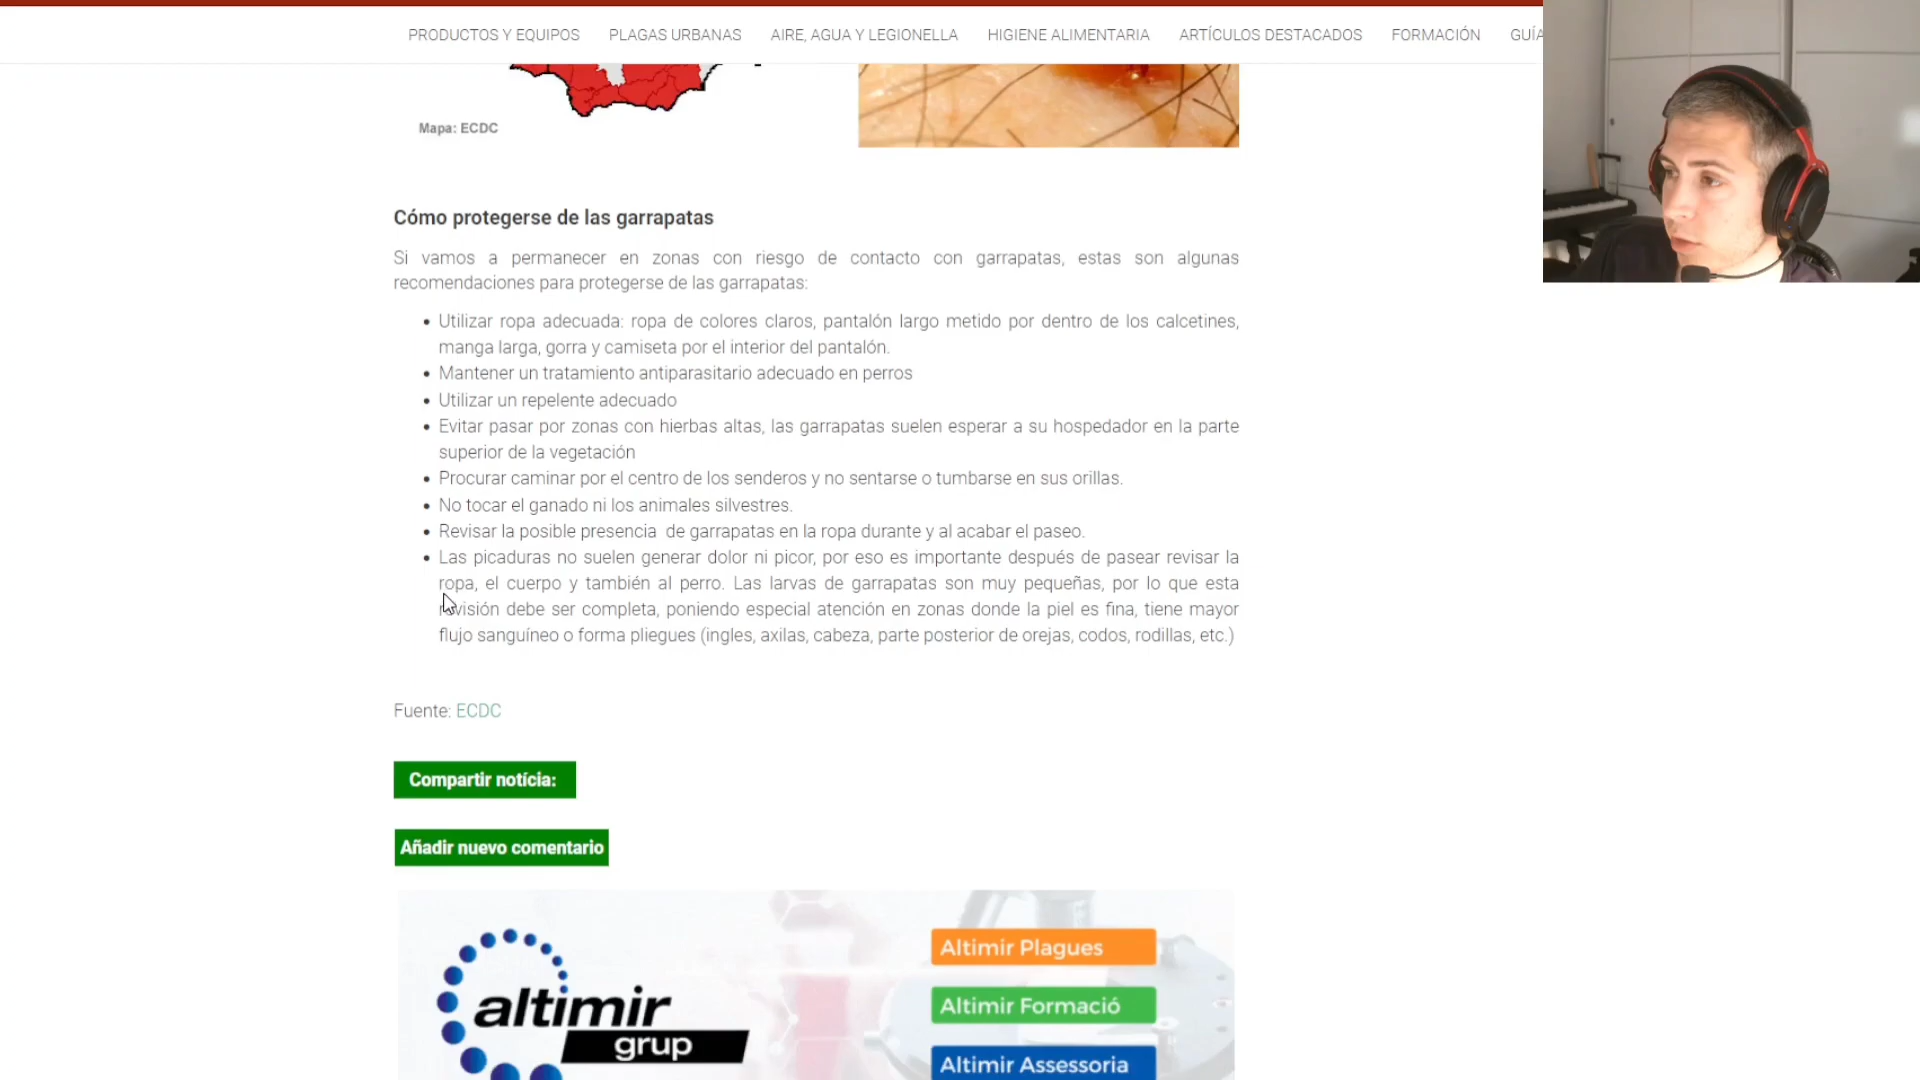 PRODUCTOS Y EQUIPOS PLAGAS URBANAS AIRE, AGUA Y LEGIONELLA HIGIENE ALIMENTARIA ARTÍCULOS DESTACADOS FORMACIÓN GUÍA
Mapa: ECDC
Cómo protegerse de las garrapatas
Si vamos a permanecer en zonas con riesgo de contacto con garrapatas, estas son algunas
recomendaciones para protegerse de las garrapatas:
Utilizar ropa adecuada: ropa de colores claros, pantalón largo metido por dentro de los calcetines,
manga larga, gorra y camiseta por el interior del pantalón.
Mantener un tratamiento antiparasitario adecuado en perros
Utilizar un repelente adecuado
Evitar pasar por zonas con hierbas altas, las garrapatas suelen esperar a su hospedador en la parte
superior de la vegetación
Procurar caminar por el centro de los senderos y no sentarse o tumbarse en sus orillas.
No tocar el ganado ni los animales silvestres.
Revisar la posible presencia de garrapatas en la ropa durante y al acabar el paseo.
Las picaduras no suelen generar dolor ni picor, por eso es importante después de pasear revisar la
ropa, el cuerpo y también al perro. Las larvas de garrapatas son muy pequeñas, por lo que esta
revisión debe ser completa, poniendo especial atención en zonas donde la piel es fina, tiene mayor
flujo sanguíneo o forma pliegues (ingles, axilas, cabeza, parte posterior de orejas, codos, rodillas, etc.)
Fuente: ECDC
Compartir notícia:
Añadir nuevo comentario
altimir
grup
Altimir Plagues
Altimir Formació
Altimir Assessoria